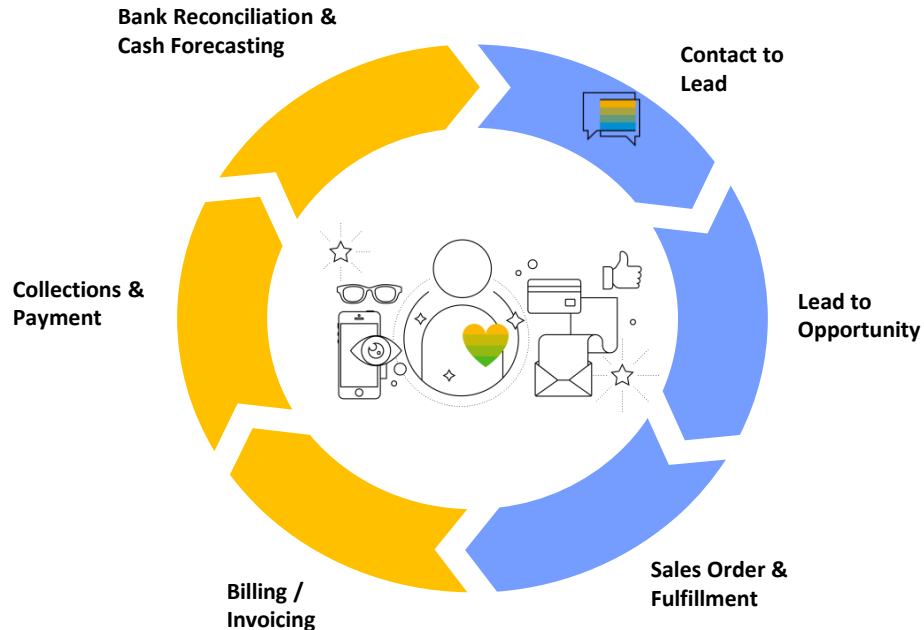 Bank Reconciliation &
Cash Forecasting
Contact to
Lead
Lead to
Opportunity
Sales Order &
Fulfillment
Billing /
Invoicing
Collections &
Payment